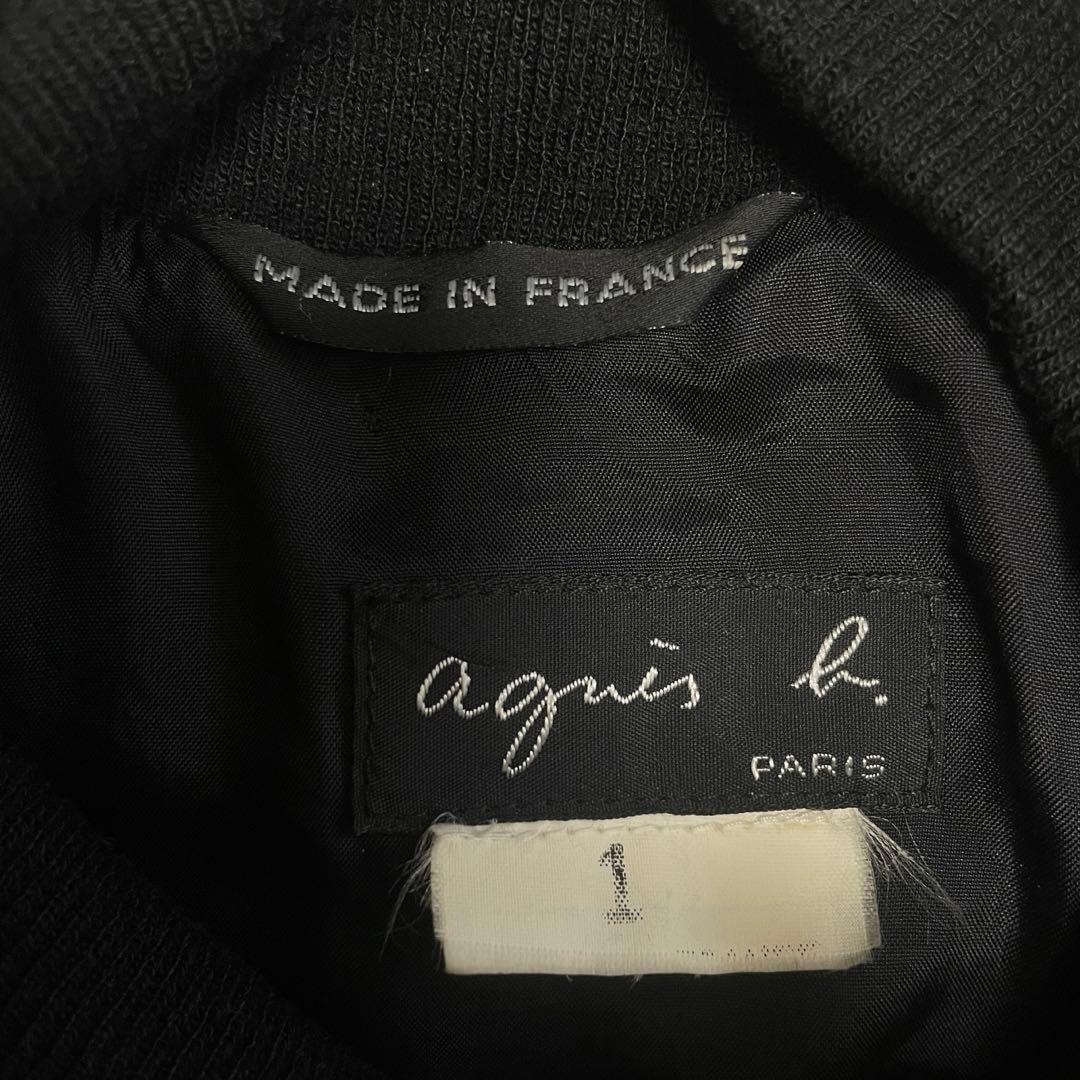 MADE IN FRANCE
agnès b.
PARIS
1